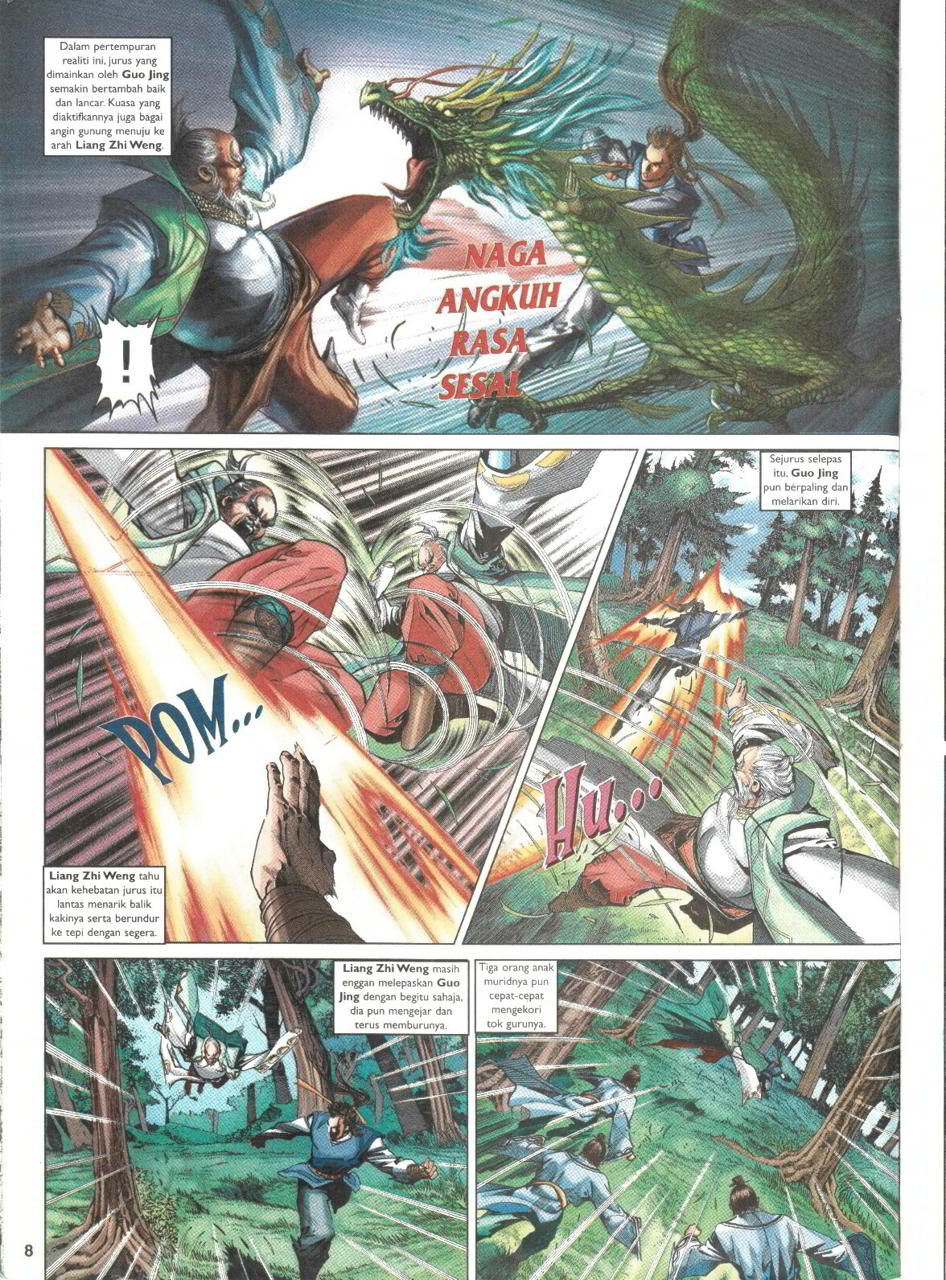 Dalam pertempuran
realiti ini, jurus yang
dimainkan oleh Guo Jing
semakin bertambah baik
dan lancar. Kuasa yang
diaktifkannya juga bagai
angin gunung menuju ke
arah Liang Zhi Weng.
NAGA
ANGKUH
RASA
SESAL
!
Sejurus selepas
itu, Guo Jing
pun berpaling dan
melarikan diri.
POM...
Hu...
Liang Zhi Weng tahu
akan kehebatan jurus itu
lantas menarik balik
kakinya serta berundur
ke tepi dengan segera.
Liang Zhi Weng masih
enggan melepaskan Guo
Jing dengan begitu sahaja,
dia pun mengejar dan
terus memburunya.
Tiga orang anak
muridnya pun
cepat-cepat
mengekori
tok gurunya.
8